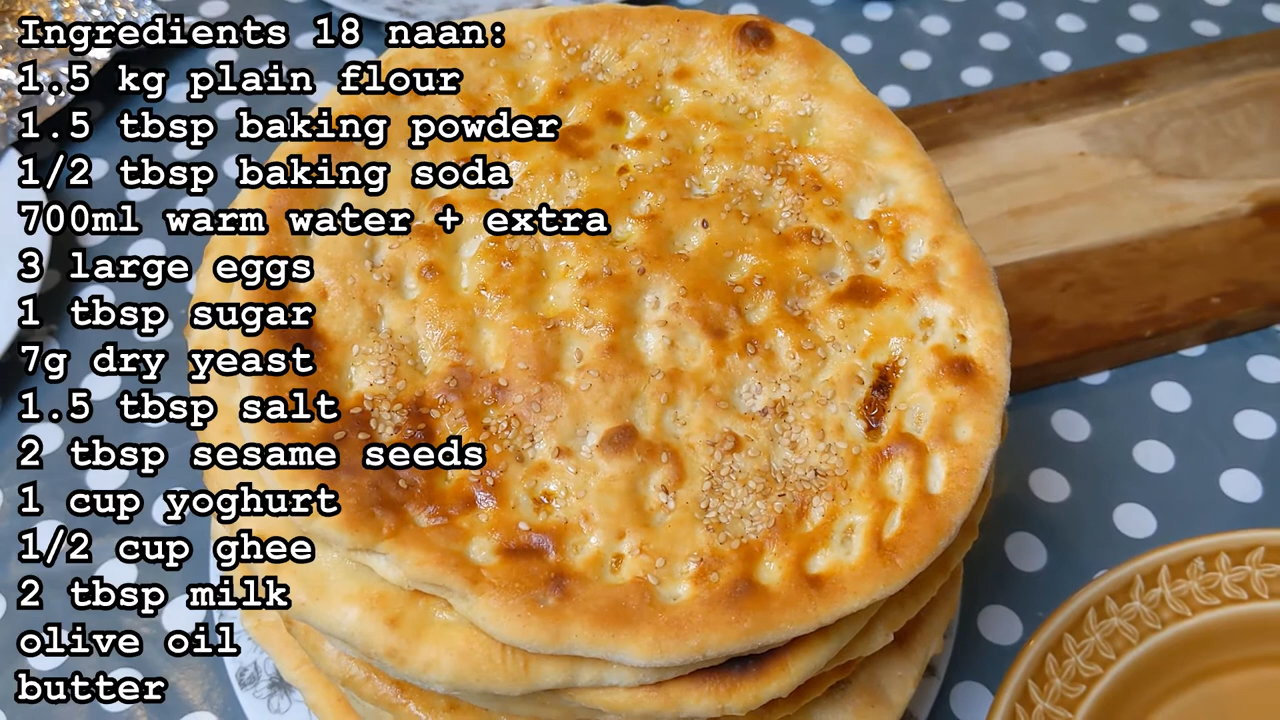 Ingredients 18 naan:
1.5 kg plain flour
1.5 tbsp baking powder
1/2 tbsp baking soda
700ml warm water + extra
3 large eggs
1 tbsp sugar
7g dry yeast
1.5 tbsp salt
2 tbsp sesame seeds
1 cup yoghurt
1/2 cup ghee
2 tbsp milk
olive oil
butter